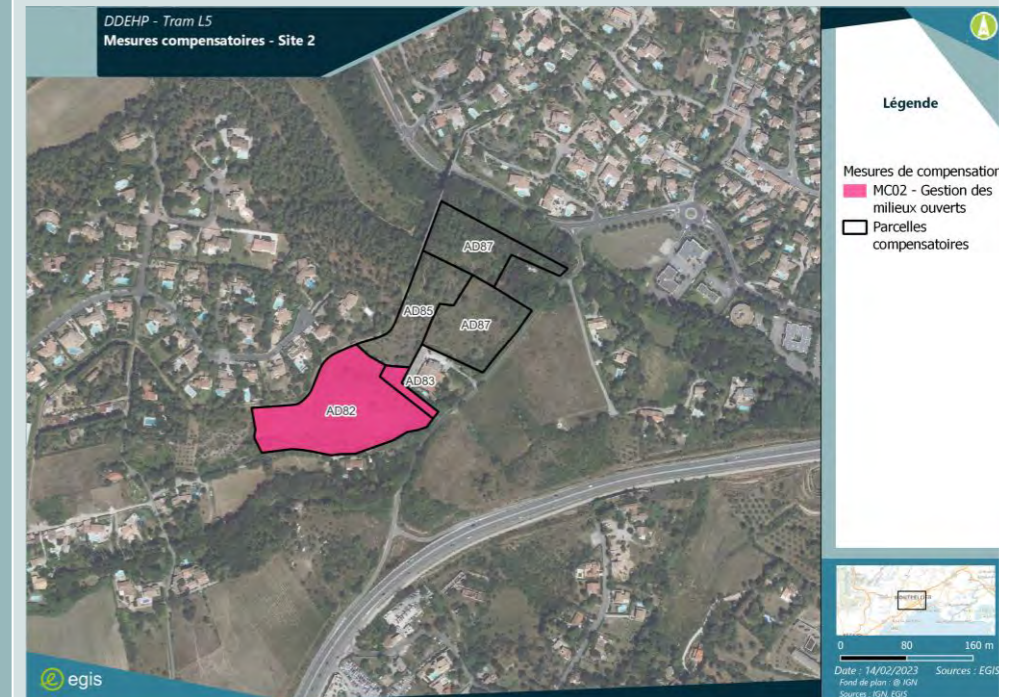 DDEHP - Tram L5
Mesures compensatoires - Site 2
Légende
Mesures de compensation
MC02 - Gestion des
milieux ouverts
Parcelles
compensatoires
AD87
AD85
AD87
AD83
AD82
0 80 160 m
Date : 14/02/2023 Sources : EGIS
Fond de plan : © IGN
Sources : IGN, EGIS
egis